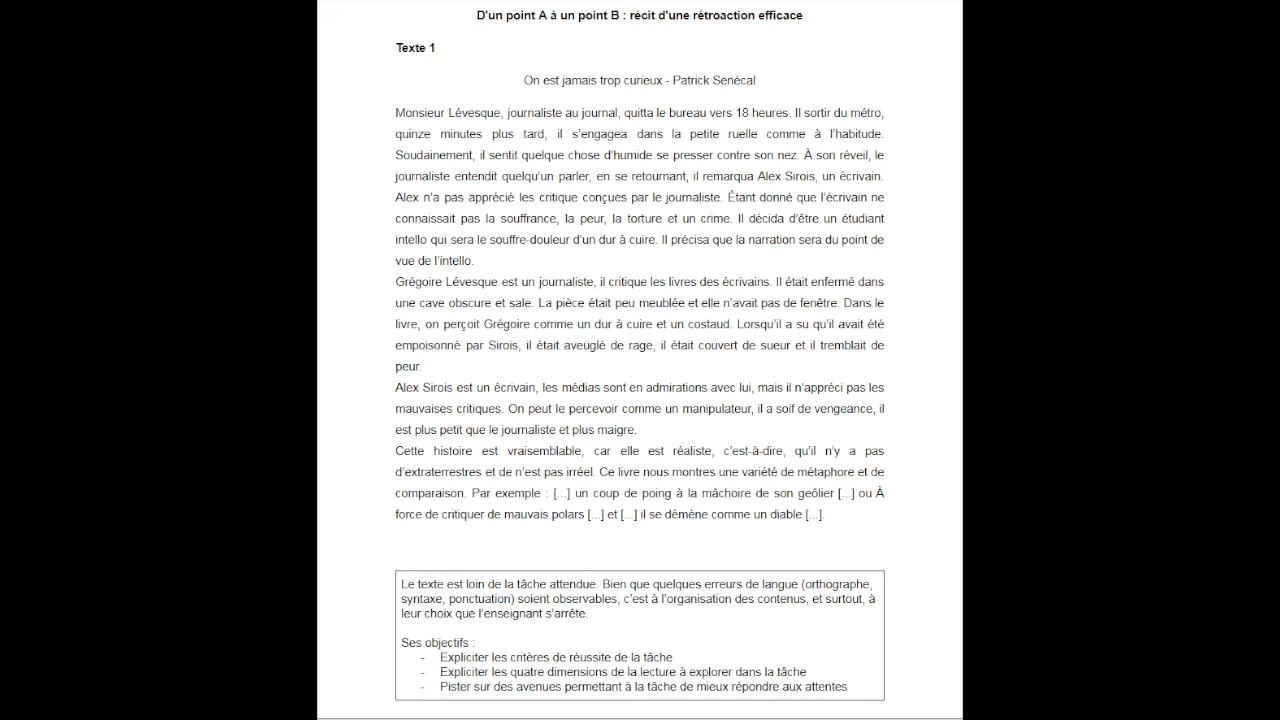 D'un point A à un point B : récit d'une rétroaction efficace
Texte 1
On est jamais trop curieux - Patrick Senécal
Monsieur Lévesque, journaliste au journal, quitta le bureau vers 18 heures. Il sortir du métro,
quinze minutes plus tard, il s'engagea dans la petite ruelle comme à l'habitude.
Soudainement, il sentit quelque chose d'humide se presser contre son nez. À son réveil, le
journaliste entendit quelqu'un parler, en se retournant, il remarqua Alex Sirois, un écrivain.
Alex n'a pas apprécié les critique conçues par le journaliste. Étant donné que l'écrivain ne
connaissait pas la souffrance, la peur, la torture et un crime. Il décida d'être un étudiant
intello qui sera le souffre-douleur d'un dur à cuire. Il précisa que la narration sera du point de
vue de l'intello.
Grégoire Lévesque est un journaliste, il critique les livres des écrivains. Il était enfermé dans
une cave obscure et sale. La pièce était peu meublée et elle n'avait pas de fenêtre. Dans le
livre, on perçoit Grégoire comme un dur à cuire et un costaud. Lorsqu'il a su qu'il avait été
empoisonné par Sirois, il était aveuglé de rage, il était couvert de sueur et il tremblait de
peur.
Alex Sirois est un écrivain, les médias sont en admirations avec lui, mais il n'appréci pas les
mauvaises critiques. On peut le percevoir comme un manipulateur, il a soif de vengeance, il
est plus petit que le journaliste et plus maigre.
Cette histoire est vraisemblable, car elle est réaliste, c'est-à-dire, qu'il n'y a pas
d'extraterrestres et de n'est pas irréel. Ce livre nous montres une variété de métaphore et de
comparaison. Par exemple : [...] un coup de poing à la mâchoire de son geôlier [...] ou À
force de critiquer de mauvais polars [...] et [...] il se démène comme un diable [...].
Le texte est loin de la tâche attendue. Bien que quelques erreurs de langue (orthographe,
syntaxe, ponctuation) soient observables, c'est à l'organisation des contenus, et surtout, à
leur choix que l'enseignant s'arrête.
Ses objectifs :
- Expliciter les critères de réussite de la tâche
- Expliciter les quatre dimensions de la lecture à explorer dans la tâche
- Pister sur des avenues permettant à la tâche de mieux répondre aux attentes